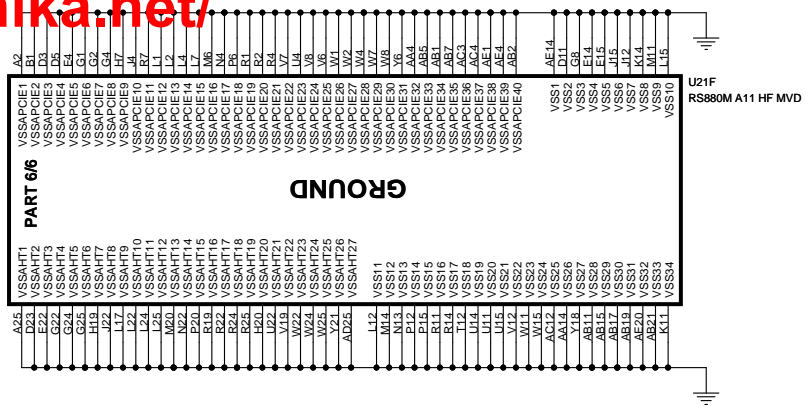 nika.net/
A2
B1
D3
D5
E4
G1
G2
G4
H7
J4
R7
L1
L2
L4
L7
M6
N4
P6
R1
R2
R4
V7
U4
V8
V6
W1
W2
W4
W7
W8
Y6
AA4
AB5
AB1
AB7
AC3
AC4
AE1
AE4
AB2
AE14
D11
G8
E14
E15
J15
J12
K14
M11
L15
VSSAPCIE1
VSSAPCIE2
VSSAPCIE3
VSSAPCIE4
VSSAPCIE5
VSSAPCIE6
VSSAPCIE7
VSSAPCIE8
VSSAPCIE9
VSSAPCIE10
VSSAPCIE11
VSSAPCIE12
VSSAPCIE13
VSSAPCIE14
VSSAPCIE15
VSSAPCIE16
VSSAPCIE17
VSSAPCIE18
VSSAPCIE19
VSSAPCIE20
VSSAPCIE21
VSSAPCIE22
VSSAPCIE23
VSSAPCIE24
VSSAPCIE25
VSSAPCIE26
VSSAPCIE27
VSSAPCIE28
VSSAPCIE29
VSSAPCIE30
VSSAPCIE31
VSSAPCIE32
VSSAPCIE33
VSSAPCIE34
VSSAPCIE35
VSSAPCIE36
VSSAPCIE37
VSSAPCIE38
VSSAPCIE39
VSSAPCIE40
VSS1
VSS2
VSS3
VSS4
VSS5
VSS6
VSS7
VSS8
VSS9
VSS10
U21F
RS880M A11 HF MVD
PART 6/6
GROUND
VSSAHT1
VSSAHT2
VSSAHT3
VSSAHT4
VSSAHT5
VSSAHT6
VSSAHT7
VSSAHT8
VSSAHT9
VSSAHT10
VSSAHT11
VSSAHT12
VSSAHT13
VSSAHT14
VSSAHT15
VSSAHT16
VSSAHT17
VSSAHT18
VSSAHT19
VSSAHT20
VSSAHT21
VSSAHT22
VSSAHT23
VSSAHT24
VSSAHT25
VSSAHT26
VSSAHT27
VSS11
VSS12
VSS13
VSS14
VSS15
VSS16
VSS17
VSS18
VSS19
VSS20
VSS21
VSS22
VSS23
VSS24
VSS25
VSS26
VSS27
VSS28
VSS29
VSS30
VSS31
VSS32
VSS33
VSS34
A25
D23
E22
G22
G24
G25
H19
J22
L17
L22
L24
L25
M20
N22
P20
R19
R22
R24
R25
H20
U22
V19
W22
W24
W25
Y21
AD25
L12
M14
N13
P12
P15
R11
R14
T12
U14
U11
U15
V12
W11
W15
AC12
AA14
Y18
AB11
AB15
AB17
AB19
AE20
AB21
K11